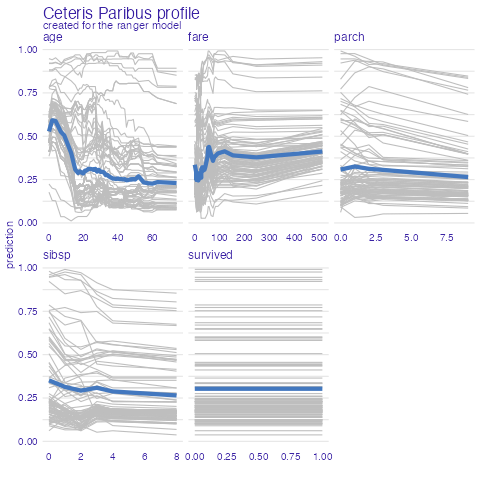 Ceteris Paribus profile
created for the ranger model
age fare parch
1.00
0.75
0.50
0.25
0.00
0 20 40 60 0 100 200 300 400 500 0.0 2.5 5.0 7.5
prediction
sibsp survived
1.00
0.75
0.50
0.25
0.00
0 2 4 6 8 0.00 0.25 0.50 0.75 1.00